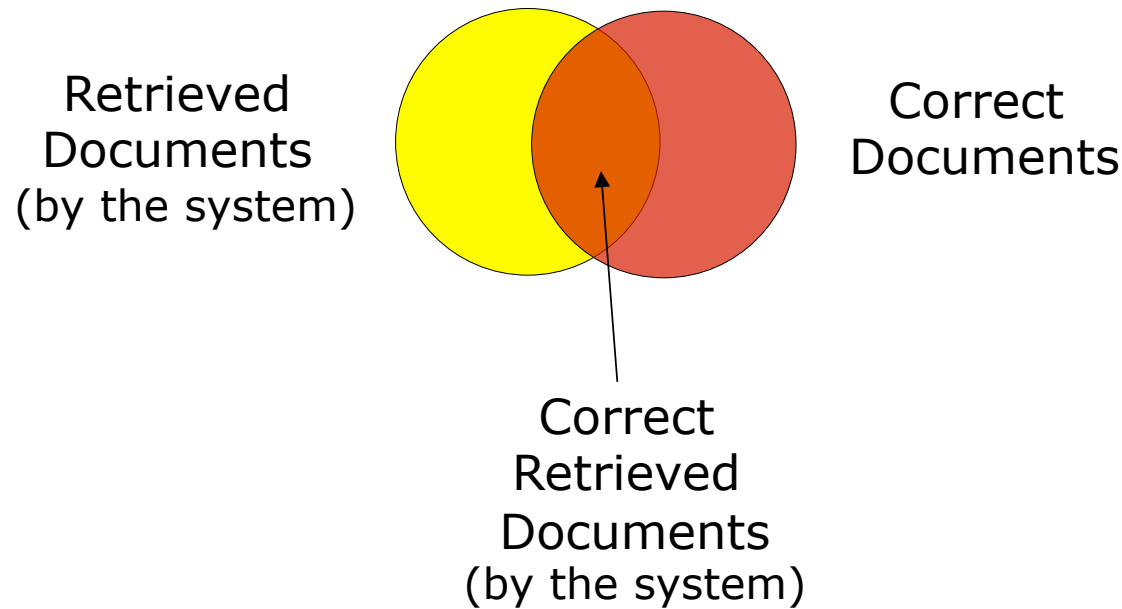 Retrieved
Documents
(by the system)
Correct
Documents
Correct
Retrieved
Documents
(by the system)